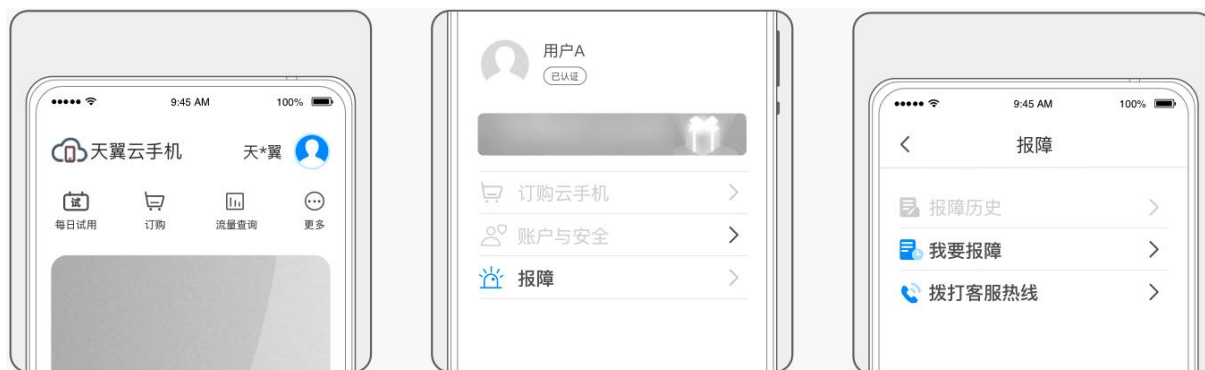 9:45 AM
100%
天翼云手机
天*翼
试
每日试用
订购
流量查询
更多
用户A
已认证
订购云手机
账户与安全
报障
9:45 AM
100%
报障
报障历史
我要报障
拨打客服热线